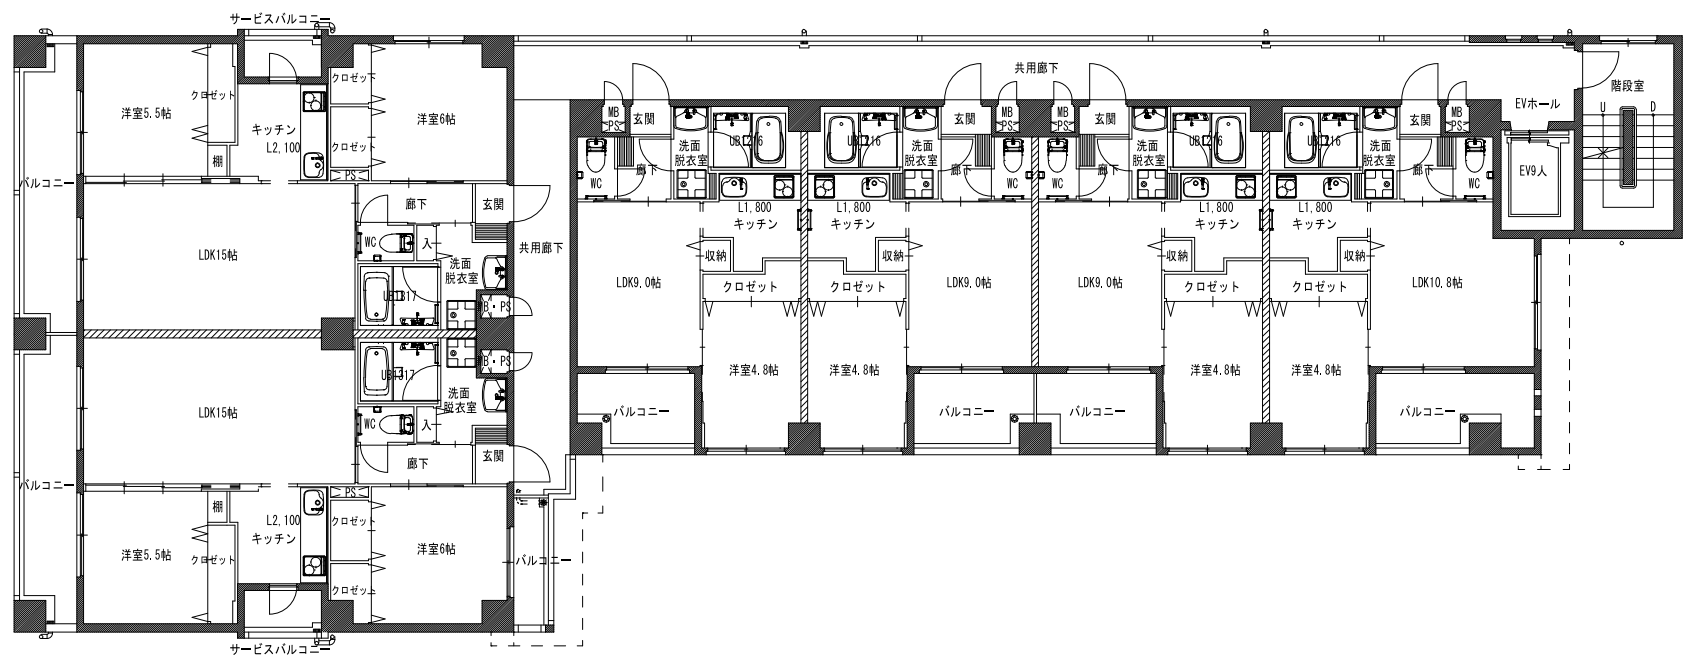 サービスバルコニー
クロゼット
洋室5.5帖
クロゼット
キッチン
L2,100
洋室6帖
クロゼット
棚
PS
バルコニー
廊下
玄関
WC
入
洗面
脱衣室
LDK15帖
UB1317
MB・PS
共用廊下
MB・PS
UB1317
洗面
脱衣室
LDK15帖
WC
入
廊下
玄関
バルコニー
PS
棚
L2,100
キッチン
クロゼット
洋室5.5帖
クロゼット
洋室6帖
クロゼット
バルコニー
サービスバルコニー
共用廊下
MB
PS
玄関
UB1216
洗面
脱衣室
WC
廊下
L1,800
キッチン
収納
LDK9.0帖
クロゼット
洋室4.8帖
バルコニー
UB1216
洗面
脱衣室
玄関
MB
PS
廊下
WC
L1,800
キッチン
収納
クロゼット
LDK9.0帖
洋室4.8帖
バルコニー
MB
PS
玄関
洗面
脱衣室
UB1216
WC
廊下
L1,800
キッチン
収納
LDK9.0帖
クロゼット
洋室4.8帖
バルコニー
UB1216
洗面
脱衣室
玄関
MB
PS
廊下
WC
L1,800
キッチン
収納
クロゼット
LDK10.8帖
洋室4.8帖
バルコニー
EVホール
EV9人
階段室
U
D